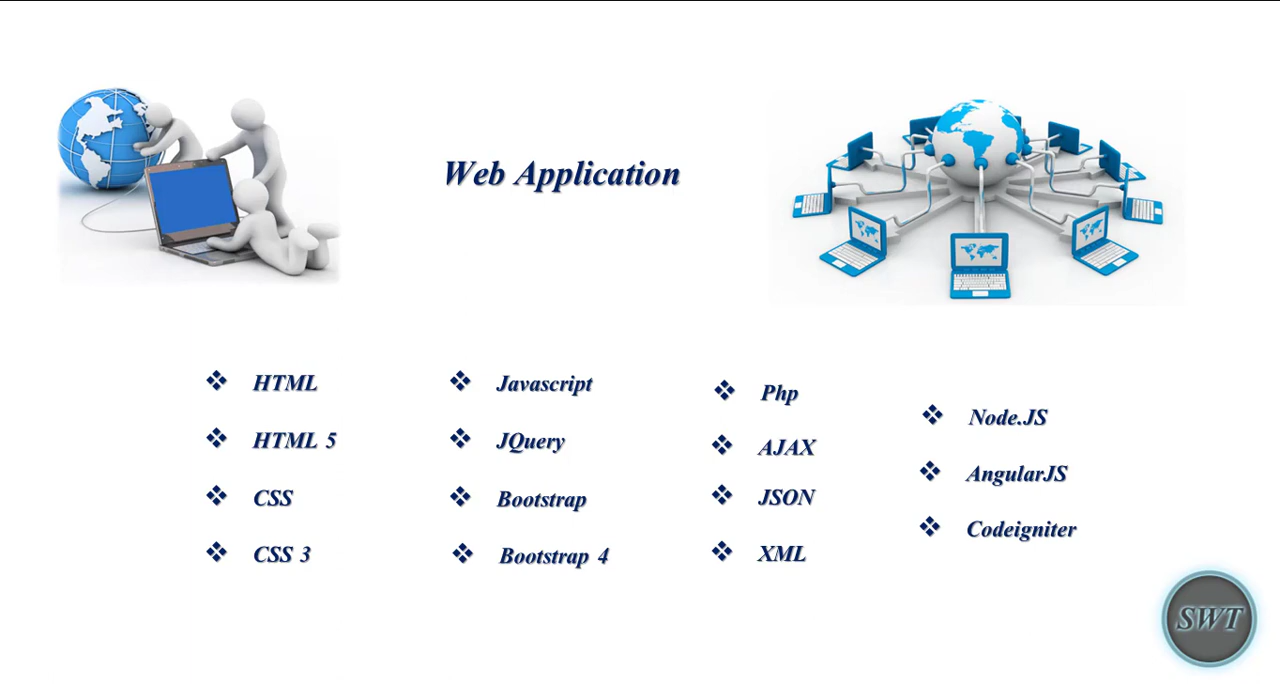 Web Application
HTML
HTML 5
CSS
CSS 3
Javascript
JQuery
Bootstrap
Bootstrap 4
Php
AJAX
JSON
XML
Node.JS
AngularJS
Codeigniter
SWT